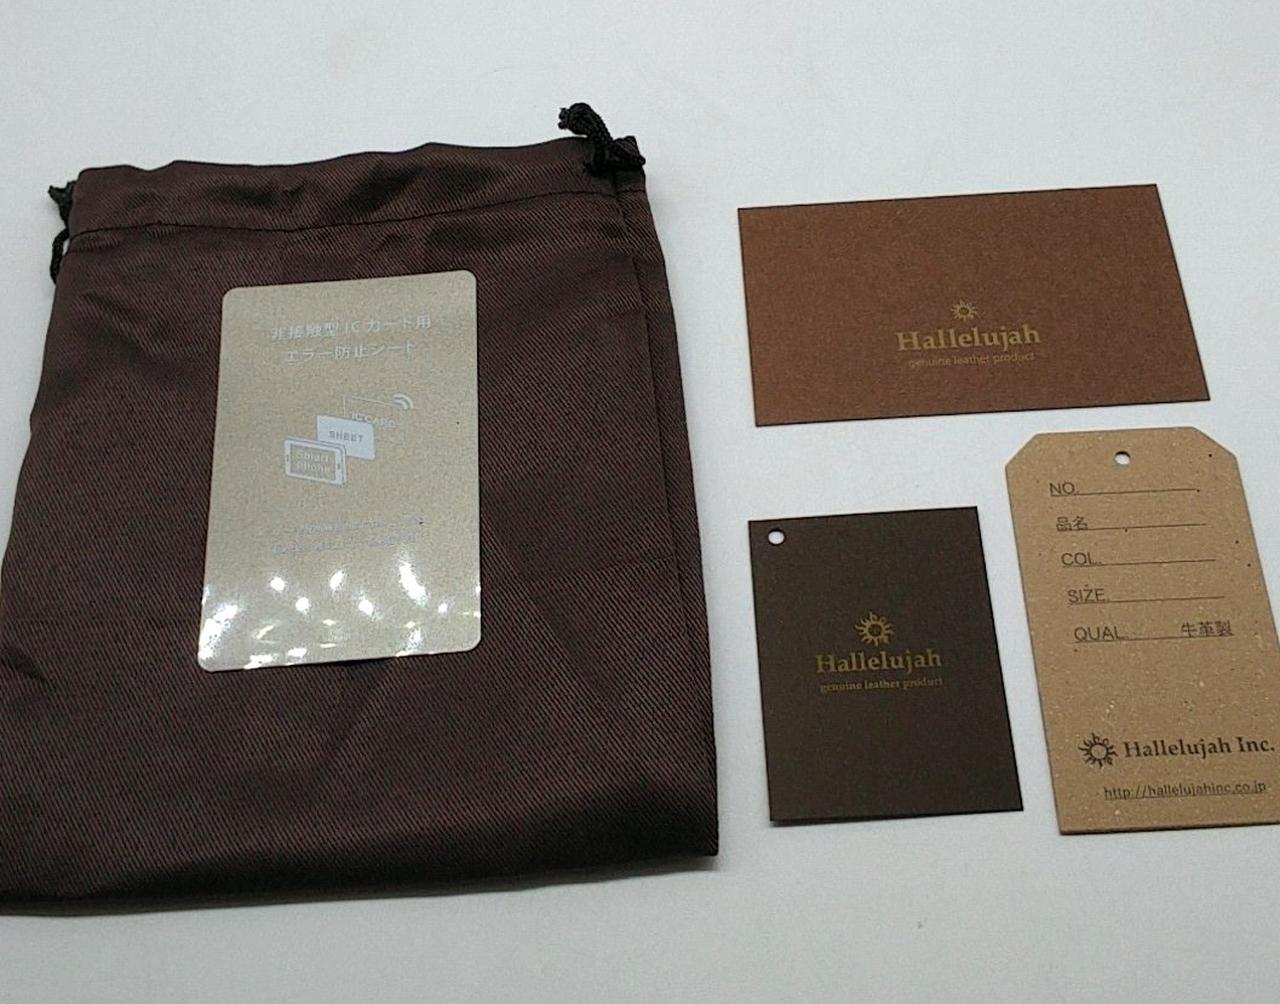 非接触型ICカード用
エラー防止シート
IC CARD
SHEET
Smart
phone
Hallelujah
genuine leather product
Hallelujah
genuine leather product
NO.
品名
COL.
SIZE.
QUAL. 牛革製
Hallelujah Inc.
http://hallelujahinc.co.jp